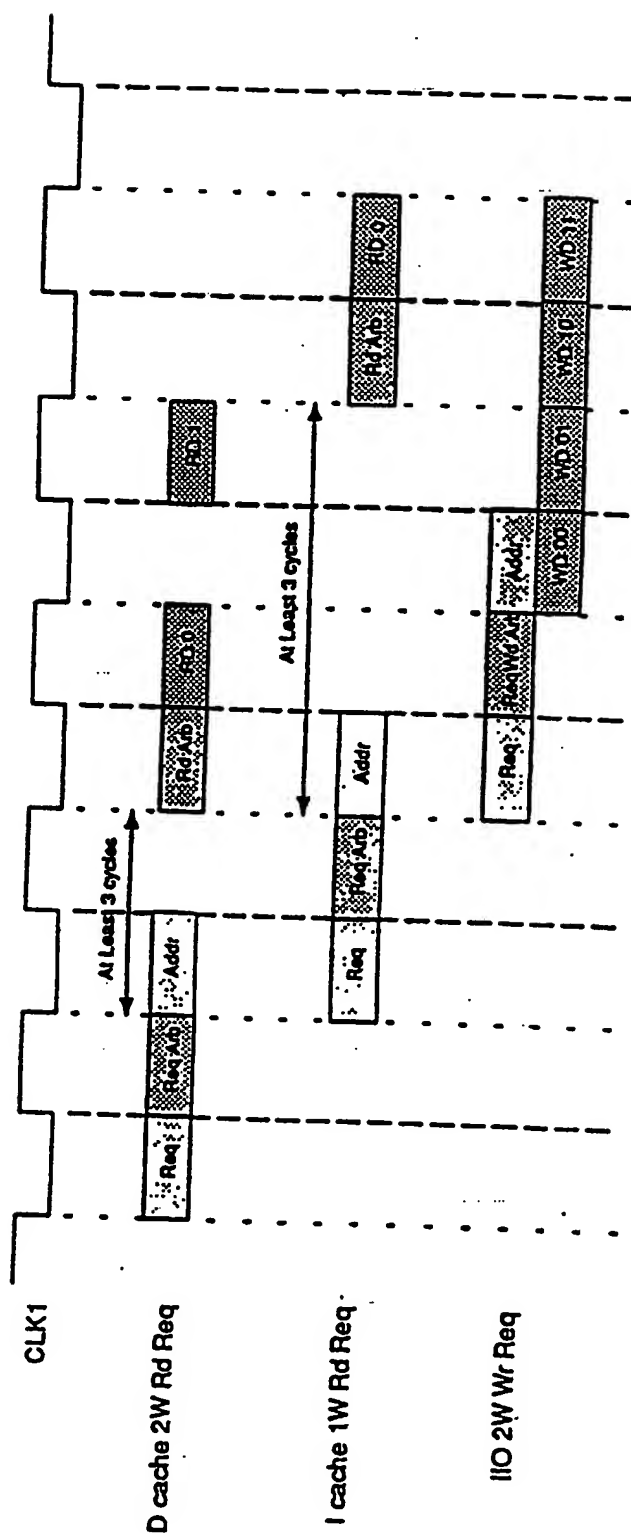 CLK1
D cache 2W Rd Req
Req
Req Arb
Addr
At Least 3 cycles
Rd Arb
RD 0
RD 1
I cache 1W Rd Req
Req
Req Arb
Addr
At Least 3 cycles
Rd Arb
RD 0
IIO 2W Wr Req
Req
ReqWd Arb
Addr
WD 00
WD 01
WD 10
WD 11